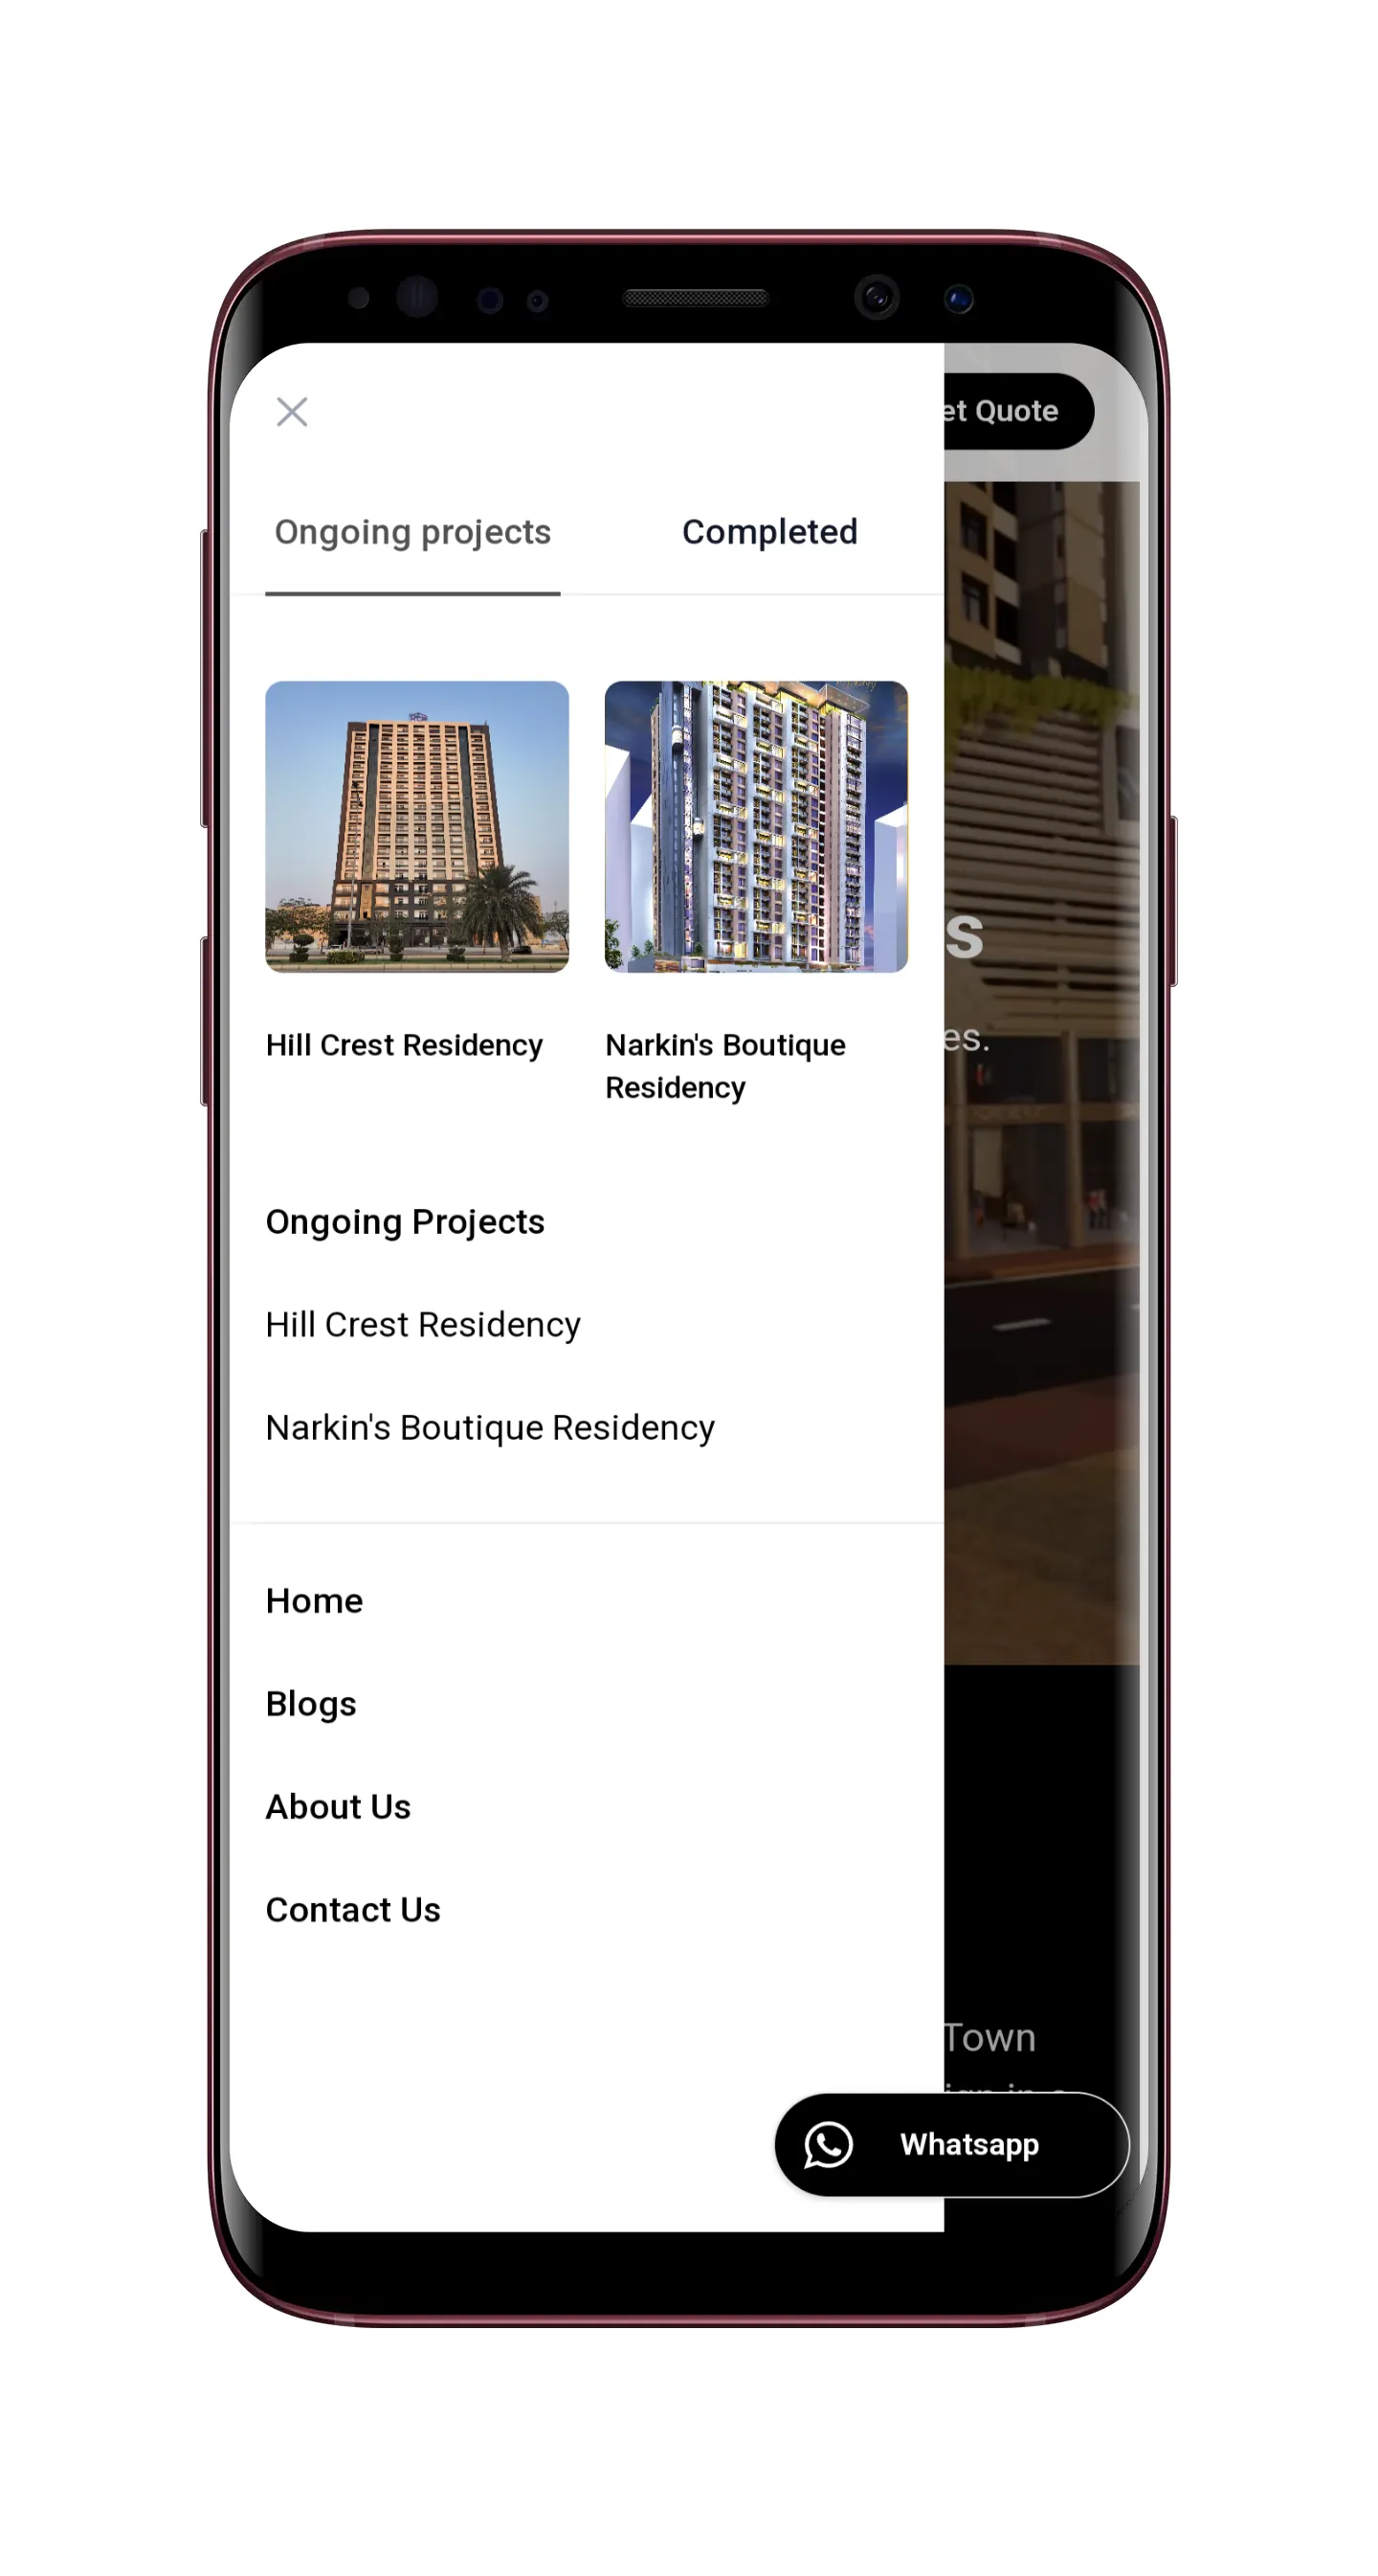 et Quote
Ongoing projects
Completed
Hill Crest Residency
Narkin's Boutique
Residency
s
es.
Ongoing Projects
Hill Crest Residency
Narkin's Boutique Residency
Home
Blogs
About Us
Contact Us
Town
Whatsapp